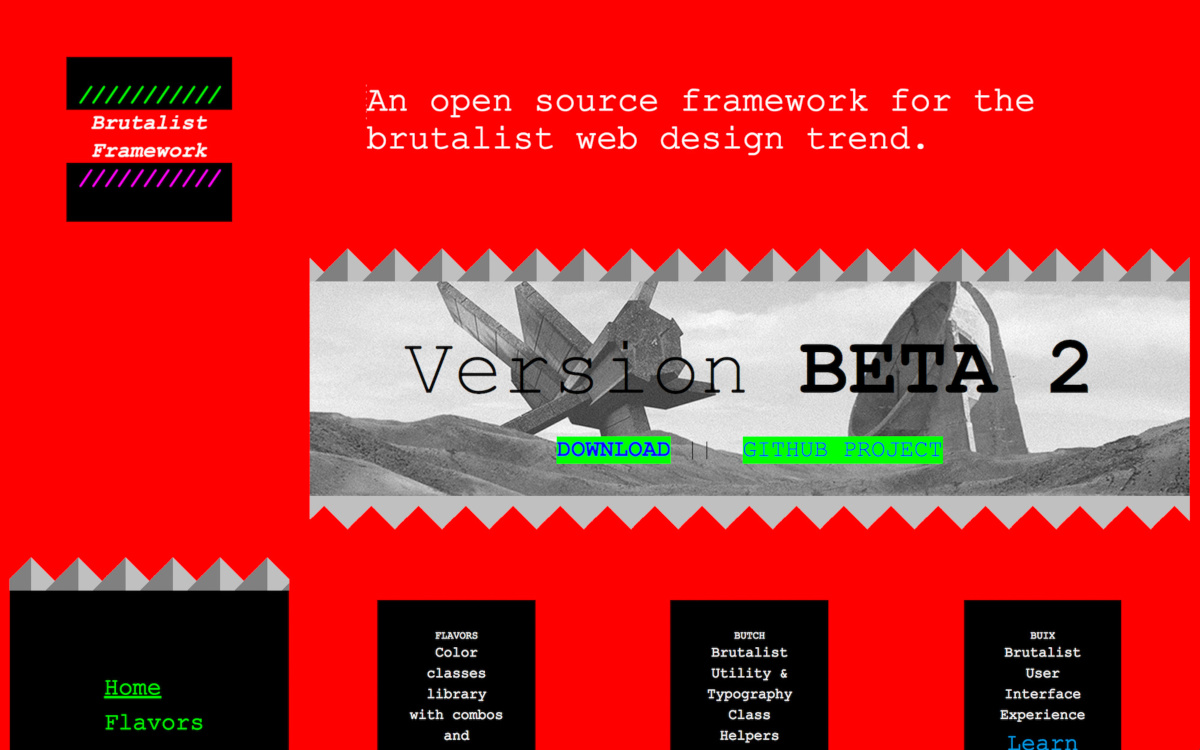 ///////////
Brutalist
Framework
///////////
An open source framework for the
brutalist web design trend.
Version BETA 2
DOWNLOAD || GITHUB PROJECT
Home
Flavors
FLAVORS
Color
classes
library
with combos
and
BUTCH
Brutalist
Utility &
Typography
Class
Helpers
BUIX
Brutalist
User
Interface
Experience
Learn